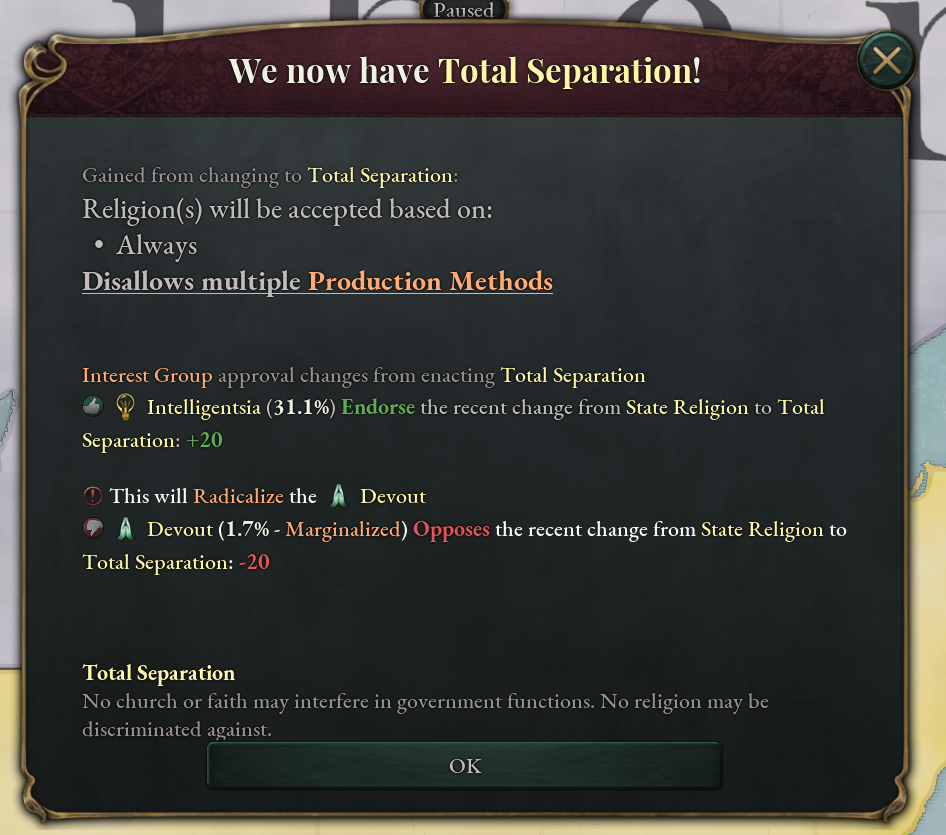 Paused
We now have Total Separation!
Gained from changing to Total Separation:
Religion(s) will be accepted based on:
• Always
Disallows multiple Production Methods
Interest Group approval changes from enacting Total Separation
Intelligentsia (31.1%) Endorse the recent change from State Religion to Total
Separation: +20
This will Radicalize the Devout
Devout (1.7% - Marginalized) Opposes the recent change from State Religion to
Total Separation: -20
Total Separation
No church or faith may interfere in government functions. No religion may be
discriminated against.
OK